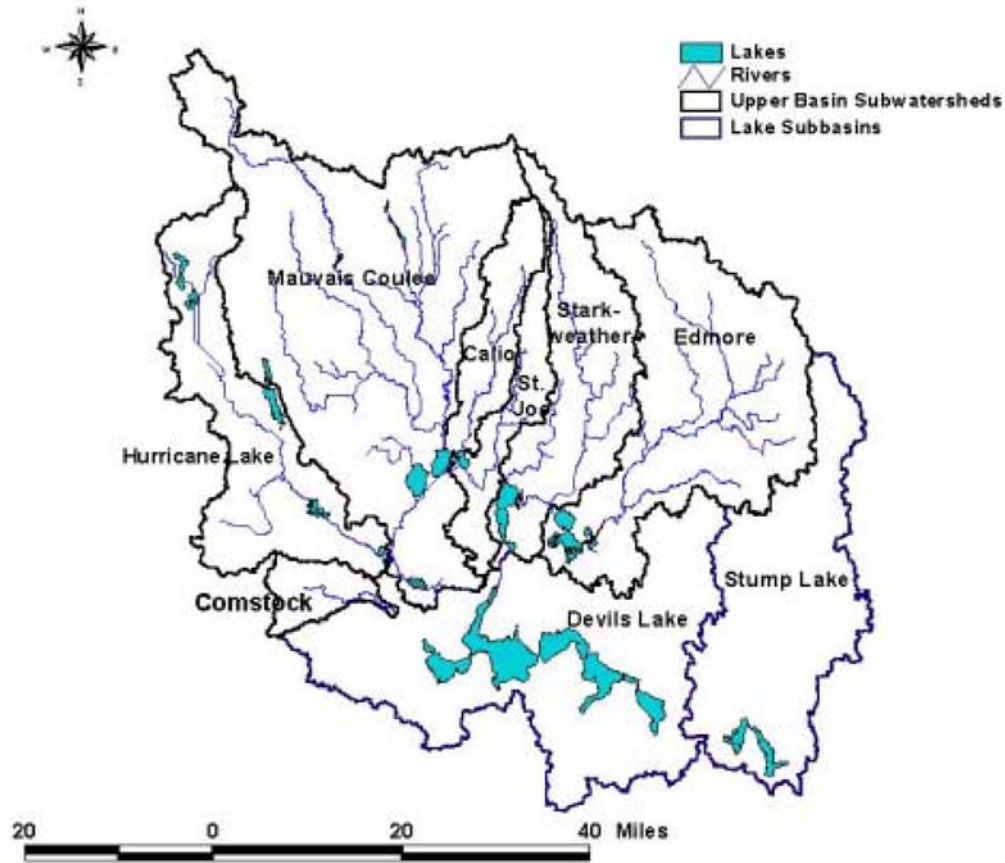 N
W
E
S
Lakes
Rivers
Upper Basin Subwatersheds
Lake Subbasins
Mauvais Coulee
Stark-
weather
Edmore
Calio
St.
Joe
Hurricane Lake
Stump Lake
Comstock
Devils Lake
20 0 20 40 Miles